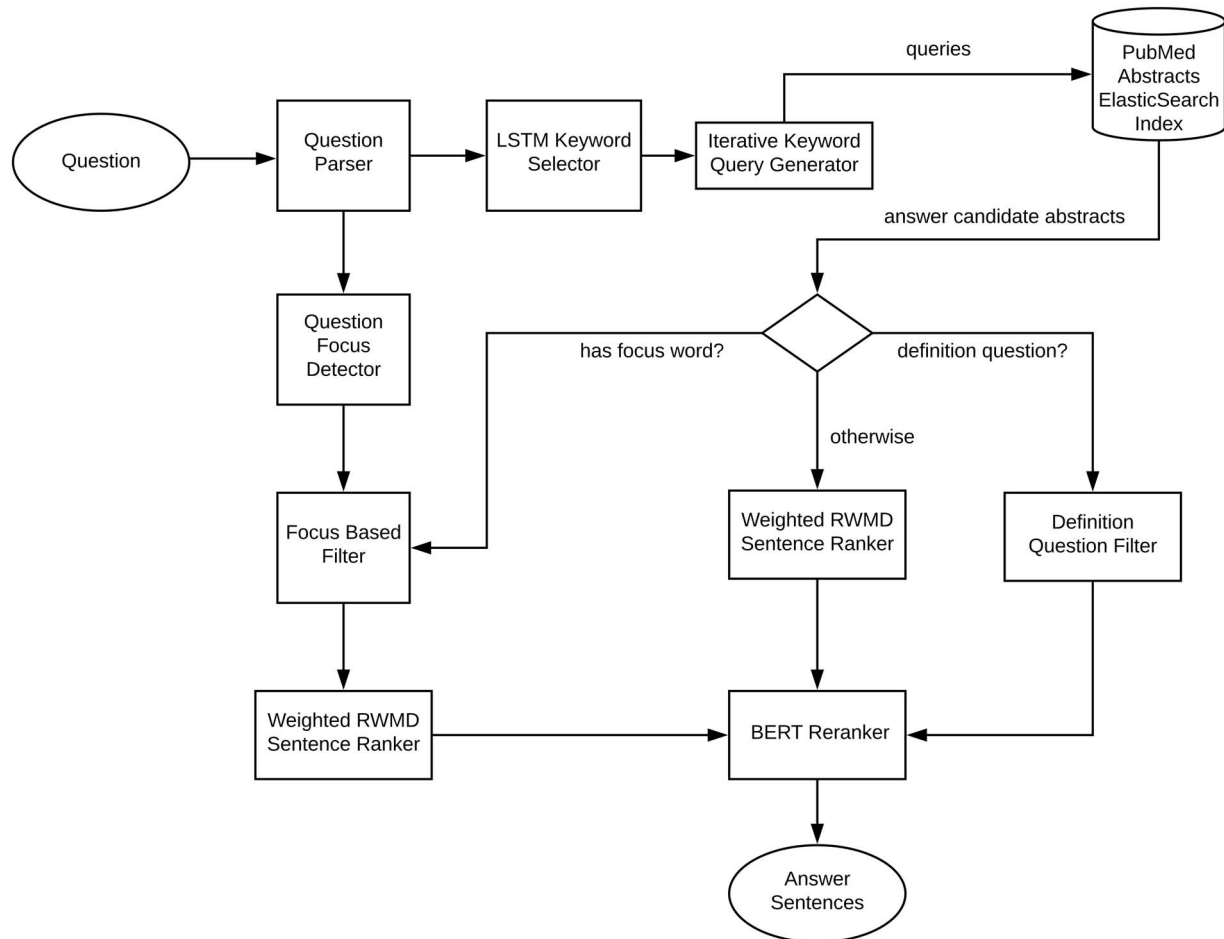 queries
PubMed
Abstracts
ElasticSearch
Index
Question
Question
Parser
LSTM Keyword
Selector
Iterative Keyword
Query Generator
answer candidate abstracts
Question
Focus
Detector
has focus word?
definition question?
otherwise
Focus Based
Filter
Weighted RWMD
Sentence Ranker
Definition
Question Filter
Weighted RWMD
Sentence Ranker
BERT Reranker
Answer
Sentences